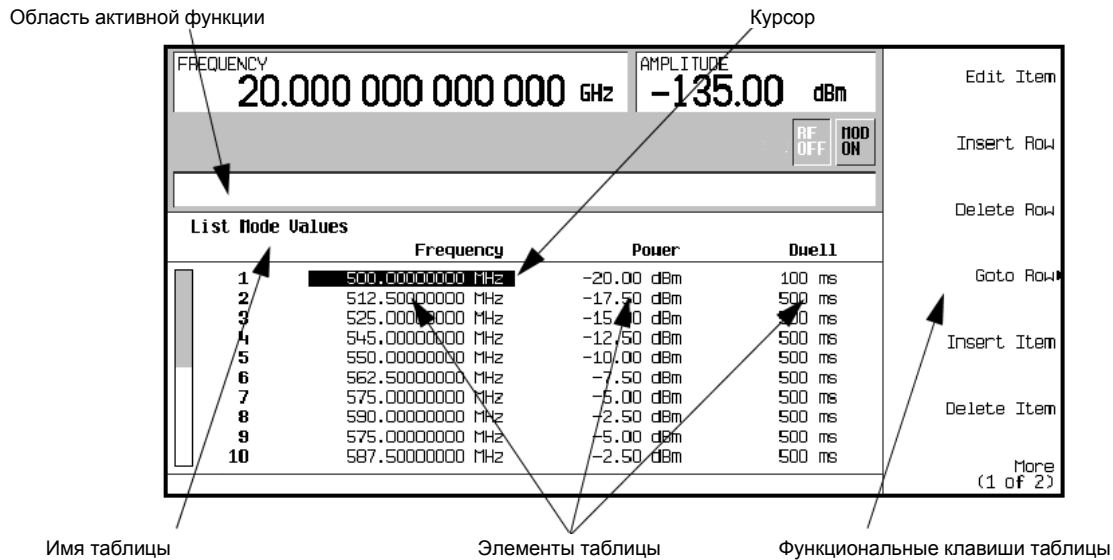 Область активной функции
Курсор
FREQUENCY
20.000 000 000 000 GHz
AMPLITUDE
-135.00 dBm
RF OFF
MOD ON
List Mode Values
Frequency Power Dwell
1 500.00000000 MHz -20.00 dBm 100 ms
2 512.50000000 MHz -17.50 dBm 500 ms
3 525.00000000 MHz -15.00 dBm 500 ms
4 545.00000000 MHz -12.50 dBm 500 ms
5 550.00000000 MHz -10.00 dBm 500 ms
6 562.50000000 MHz -7.50 dBm 500 ms
7 575.00000000 MHz -5.00 dBm 500 ms
8 590.00000000 MHz -2.50 dBm 500 ms
9 575.00000000 MHz -5.00 dBm 500 ms
10 587.50000000 MHz -2.50 dBm 500 ms
Edit Item
Insert Row
Delete Row
Goto Row
Insert Item
Delete Item
More
(1 of 2)
Имя таблицы
Элементы таблицы
Функциональные клавиши таблицы